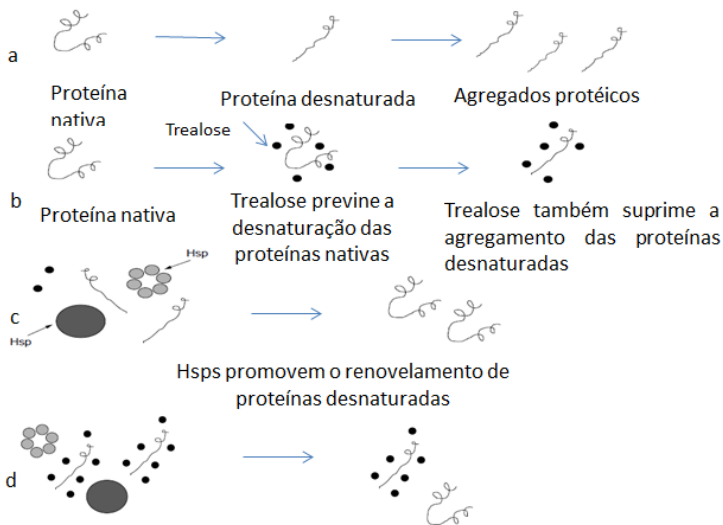 a
Proteína
nativa
Proteína desnaturada
Agregados protéicos
Trealose
b
Proteína nativa
Trealose previne a
desnaturação das
proteínas nativas
Trealose também suprime a
agregamento das proteínas
desnaturadas
Hsp
c
Hsp
Hsps promovem o renovelamento de
proteínas desnaturadas
d